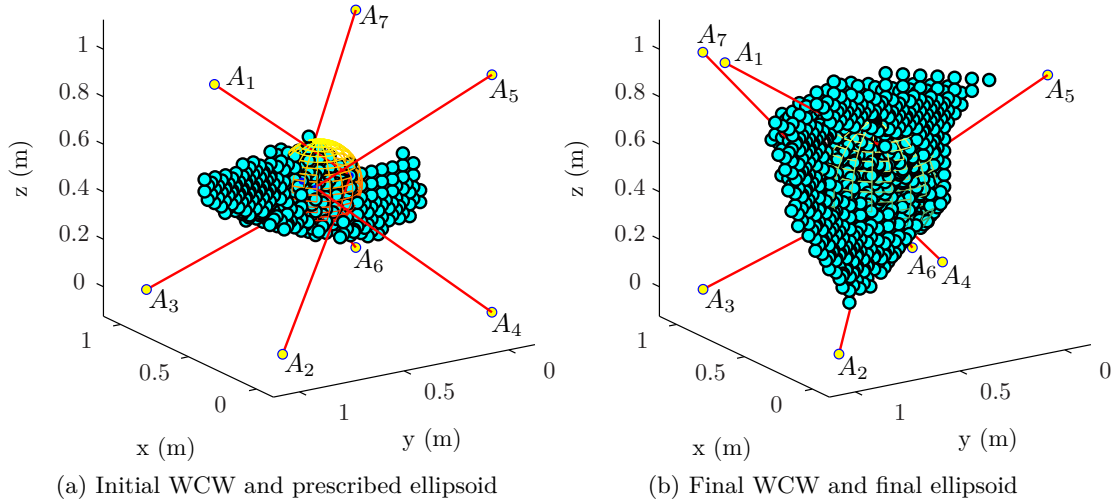 1
0.8
0.6
0.4
0.2
0
z (m)
1
0.5
0
x (m)
1
0.5
0
y (m)
A7
A1
A5
A6
A3
A4
A2
(a) Initial WCW and prescribed ellipsoid
1
0.8
0.6
0.4
0.2
0
z (m)
1
0.5
0
x (m)
1
0.5
0
y (m)
A7
A1
A5
A6
A4
A3
A2
(b) Final WCW and final ellipsoid